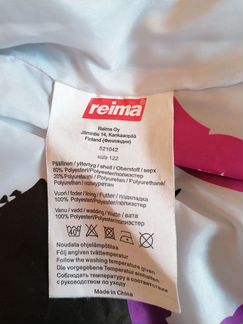 reima®
Reima Oy
Jämintie 14, Kankaanpää
Finland (Финляндия)
521042
size 122
Päällinen / yttertyg / shell / Oberstoff / верх
80% Polyesteri/Polyester/полиэстер
20% Polyuretaani / Polyuretan / Polyurethane/
Polyurethan / полиуретан
Vuori / foder / lining / Futter / подкладка
100% Polyesteri/Polyester/полиэстер
Vanu / vadd / wadding / Watte / вата
100% Polyesteri/Polyester/полиэстер
Noudata ohjelämpötilaa
Följ angiven tvättemperatur
Follow the washing temperature given
Die vorgegebene Temperatur einhalten
Соблюдать температуру в соответствии
с руководством по уходу
Made in China